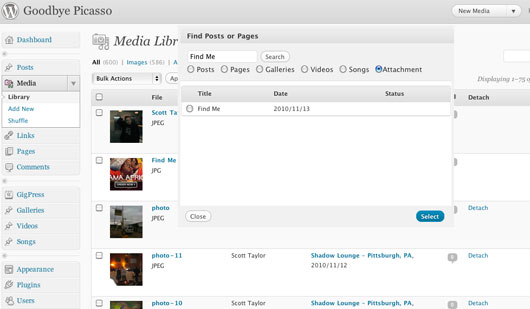 Goodbye Picasso
New Media
Dashboard
Posts
Media
Library
Add New
Shuffle
Links
Pages
Comments
GigPress
Galleries
Videos
Songs
Appearance
Plugins
Users
Media Libr
All (600) | Images (586) | A
Bulk Actions
Ap
Displaying 1–75 o
File
Detach
Scott Ta
JPEG
Find Me
JPG
photo
JPEG
Detach
photo-11
JPEG
Scott Taylor
Shadow Lounge – Pittsburgh, PA,
2010/11/12
0
Detach
photo-10
Scott Taylor
Shadow Lounge – Pittsburgh, PA,
Detach
Find Posts or Pages
Find Me
Search
Posts
Pages
Galleries
Videos
Songs
Attachment
Title
Date
Status
Find Me
2010/11/13
Close
Select